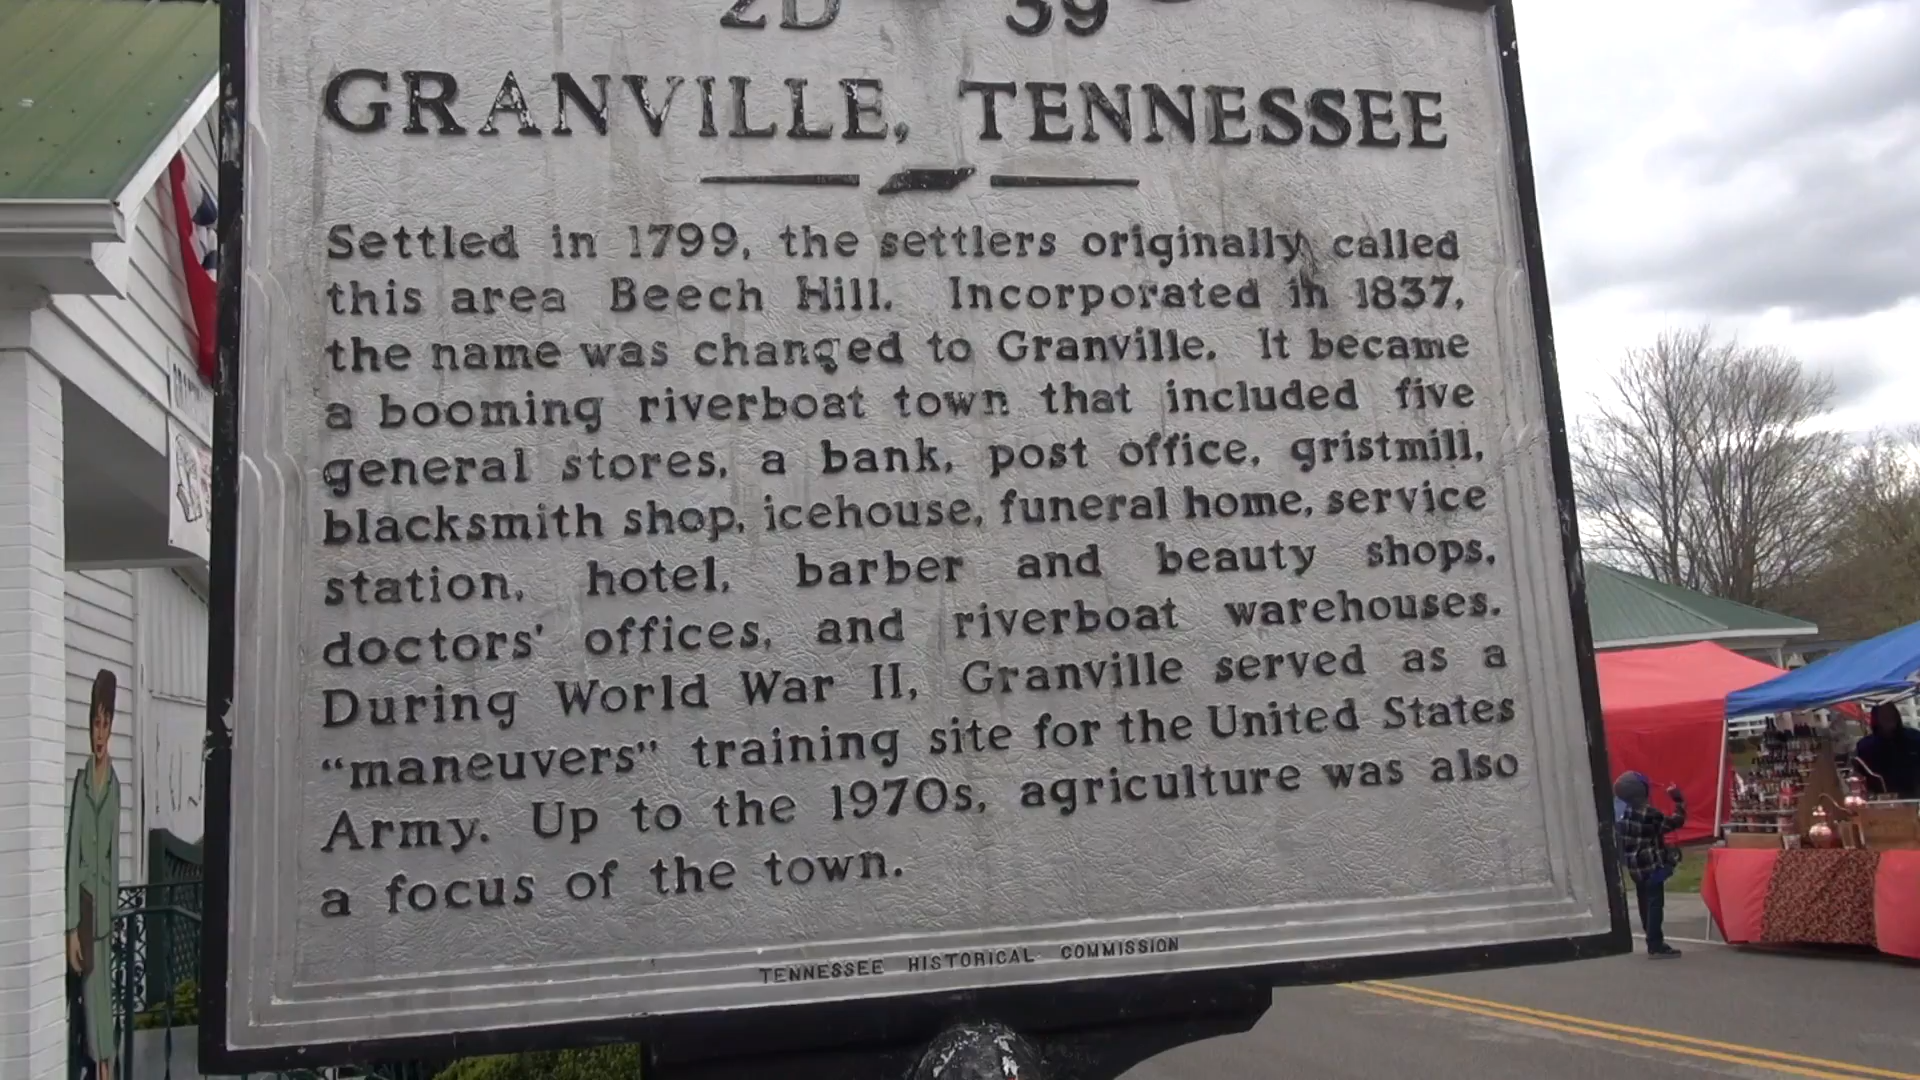 2D 39
GRANVILLE, TENNESSEE
Settled in 1799, the settlers originally called
this area Beech Hill. Incorporated in 1837,
the name was changed to Granville. It became
a booming riverboat town that included five
general stores, a bank, post office, gristmill,
blacksmith shop, icehouse, funeral home, service
station, hotel, barber and beauty shops,
doctors' offices, and riverboat warehouses.
During World War II, Granville served as a
“maneuvers” training site for the United States
Army. Up to the 1970s, agriculture was also
a focus of the town.
TENNESSEE HISTORICAL COMMISSION